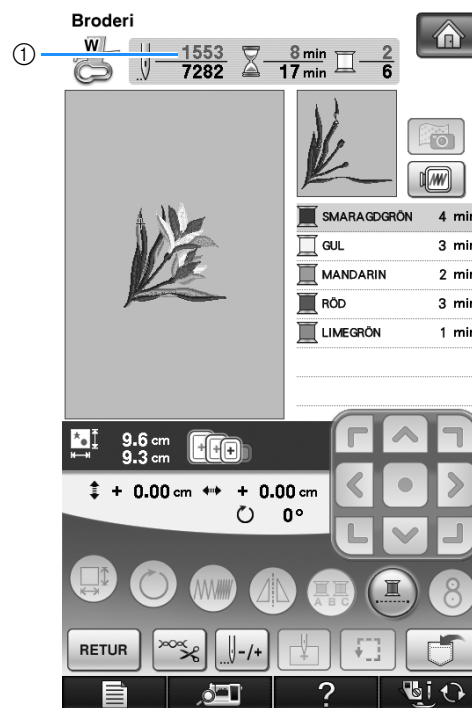 Broderi
W
① 1553 8 min 2
7282 17 min 6
SMARAGDGRÖN 4 min
GUL 3 min
MANDARIN 2 min
RÖD 3 min
LIMEGRÖN 1 min
9.6 cm
9.3 cm
+ 0.00 cm + 0.00 cm
0°
A B C
8
RETUR -/+
? i